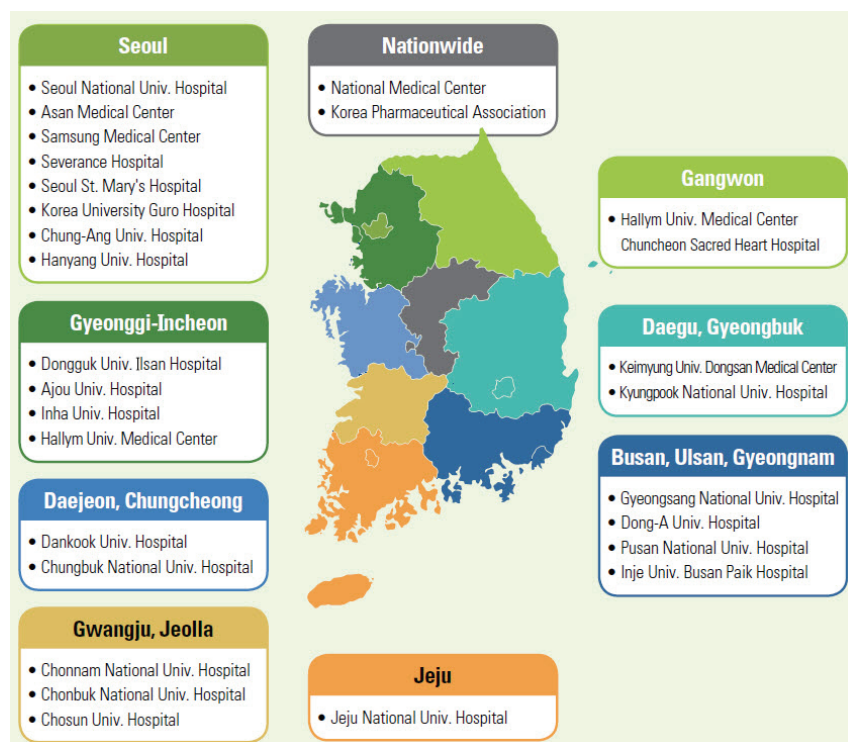 Seoul
• Seoul National Univ. Hospital
• Asan Medical Center
• Samsung Medical Center
• Severance Hospital
• Seoul St. Mary's Hospital
• Korea University Guro Hospital
• Chung-Ang Univ. Hospital
• Hanyang Univ. Hospital
Nationwide
• National Medical Center
• Korea Pharmaceutical Association
Gangwon
• Hallym Univ. Medical Center
Chuncheon Sacred Heart Hospital
Gyeonggi-Incheon
• Dongguk Univ. Ilsan Hospital
• Ajou Univ. Hospital
• Inha Univ. Hospital
• Hallym Univ. Medical Center
Daegu, Gyeongbuk
• Keimyung Univ. Dongsan Medical Center
• Kyungpook National Univ. Hospital
Daejeon, Chungcheong
• Dankook Univ. Hospital
• Chungbuk National Univ. Hospital
Busan, Ulsan, Gyeongnam
• Gyeongsang National Univ. Hospital
• Dong-A Univ. Hospital
• Pusan National Univ. Hospital
• Inje Univ. Busan Paik Hospital
Gwangju, Jeolla
• Chonnam National Univ. Hospital
• Chonbuk National Univ. Hospital
• Chosun Univ. Hospital
Jeju
• Jeju National Univ. Hospital